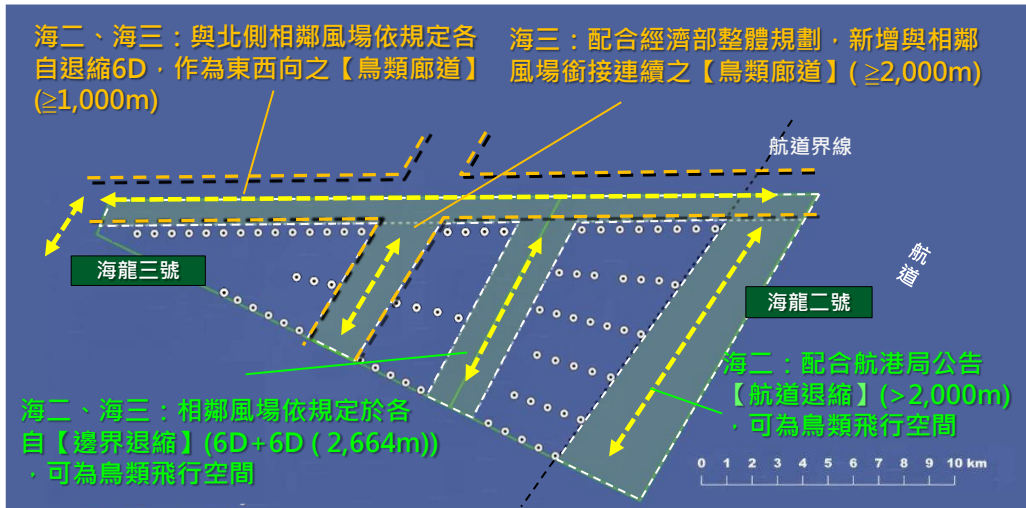 海二、海三：與北側相鄰風場依規定各
自退縮6D，作為東西向之【鳥類廊道】
(≧1,000m)
海三：配合經濟部整體規劃，新增與相鄰
風場銜接連續之【鳥類廊道】( ≧2,000m)
航道界線
航道
海龍三號
海龍二號
海二：配合航港局公告
【航道退縮】(>2,000m)
，可為鳥類飛行空間
海二、海三：相鄰風場依規定於各
自【邊界退縮】(6D+6D ( 2,664m))
，可為鳥類飛行空間
0 1 2 3 4 5 6 7 8 9 10 km